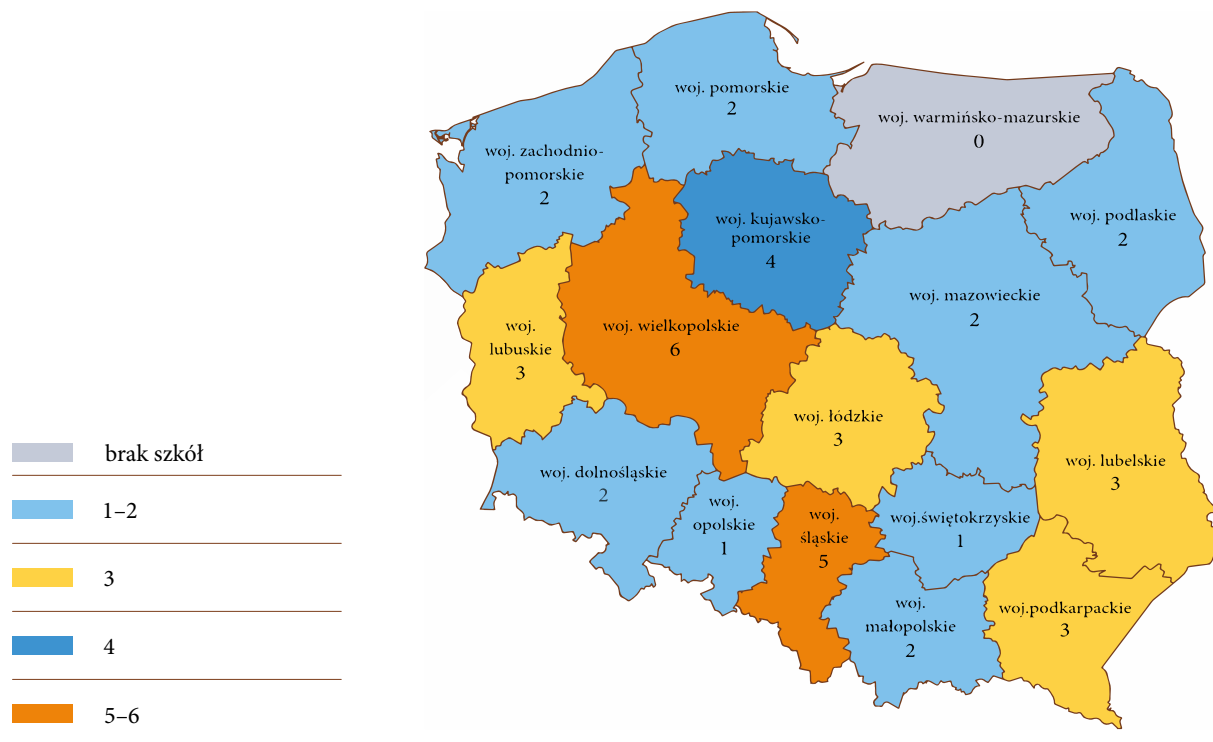 woj. pomorskie
2
woj. warmińsko-mazurskie
0
woj. zachodnio-
pomorskie
2
woj. kujawsko-
pomorskie
4
woj. podlaskie
2
woj. mazowieckie
2
woj.
lubuskie
3
woj. wielkopolskie
6
woj. łódzkie
3
woj. lubelskie
3
woj. dolnośląskie
2
woj.
opolskie
1
woj.
śląskie
5
woj.świętokrzyskie
1
woj.
małopolskie
2
woj.podkarpackie
3
brak szkół
1–2
3
4
5–6